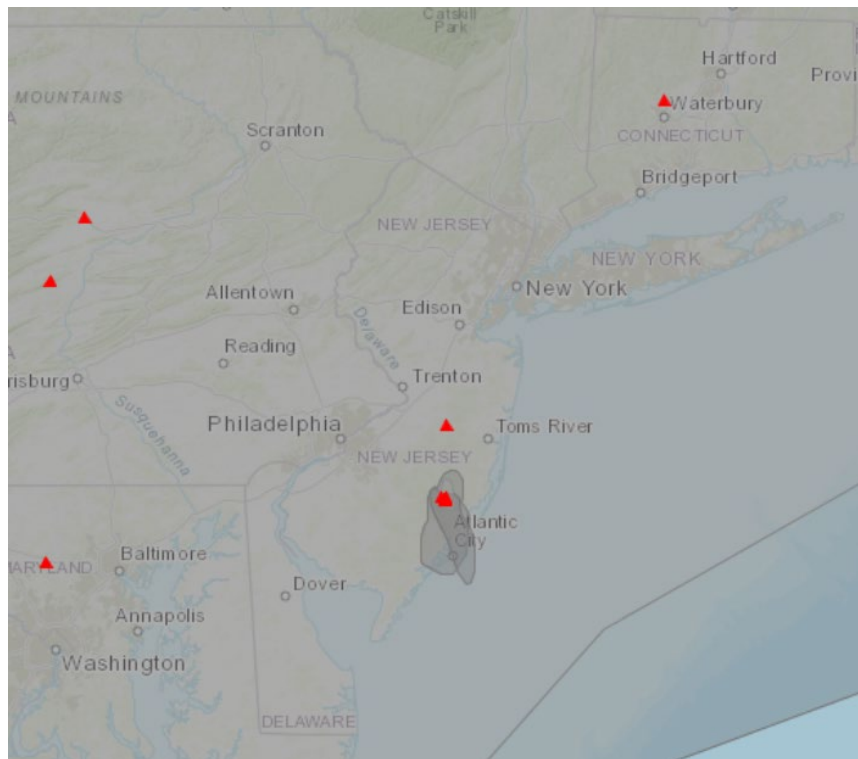 Catskill
Park
Hartford
Provi
MOUNTAINS
Waterbury
Scranton
CONNECTICUT
Bridgeport
NEW JERSEY
NEW YORK
New York
Allentown
Edison
Delaware
Reading
Trenton
risburg
Susquehanna
Philadelphia
Toms River
NEW JERSEY
Atlantic
City
Baltimore
MARYLAND
Dover
Annapolis
Washington
DELAWARE